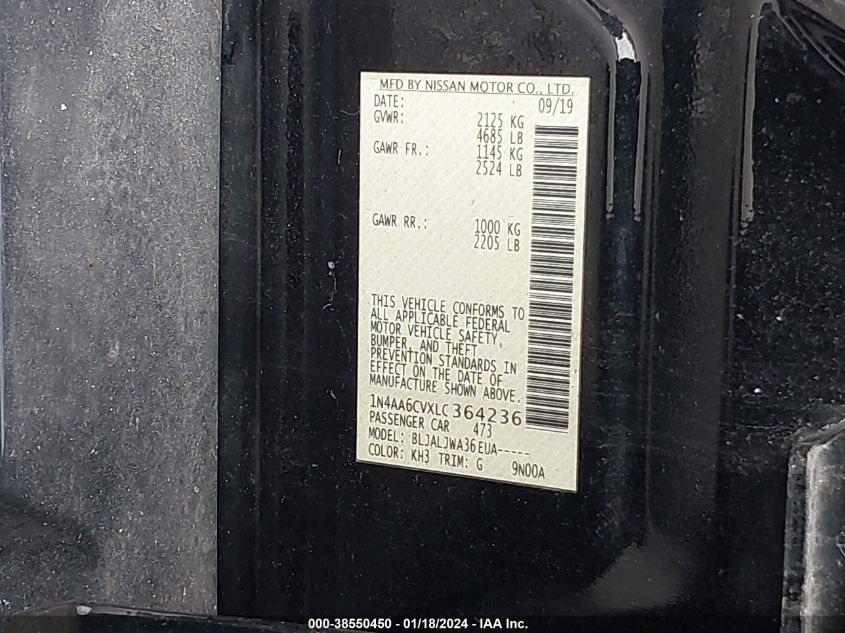 MFD BY NISSAN MOTOR CO., LTD.
DATE: 09/19
GVWR: 2125 KG
4685 LB
GAWR FR.: 1145 KG
2524 LB
GAWR RR.: 1000 KG
2205 LB
THIS VEHICLE CONFORMS TO
ALL APPLICABLE FEDERAL
MOTOR VEHICLE SAFETY,
BUMPER, AND THEFT
PREVENTION STANDARDS IN
EFFECT ON THE DATE OF
MANUFACTURE SHOWN ABOVE.
1N4AA6CVXLC364236
PASSENGER CAR 473
MODEL: BLJALJWA36EUA-----
COLOR: KH3 TRIM: G 9N00A
000-38550450 - 01/18/2024 - IAA Inc.